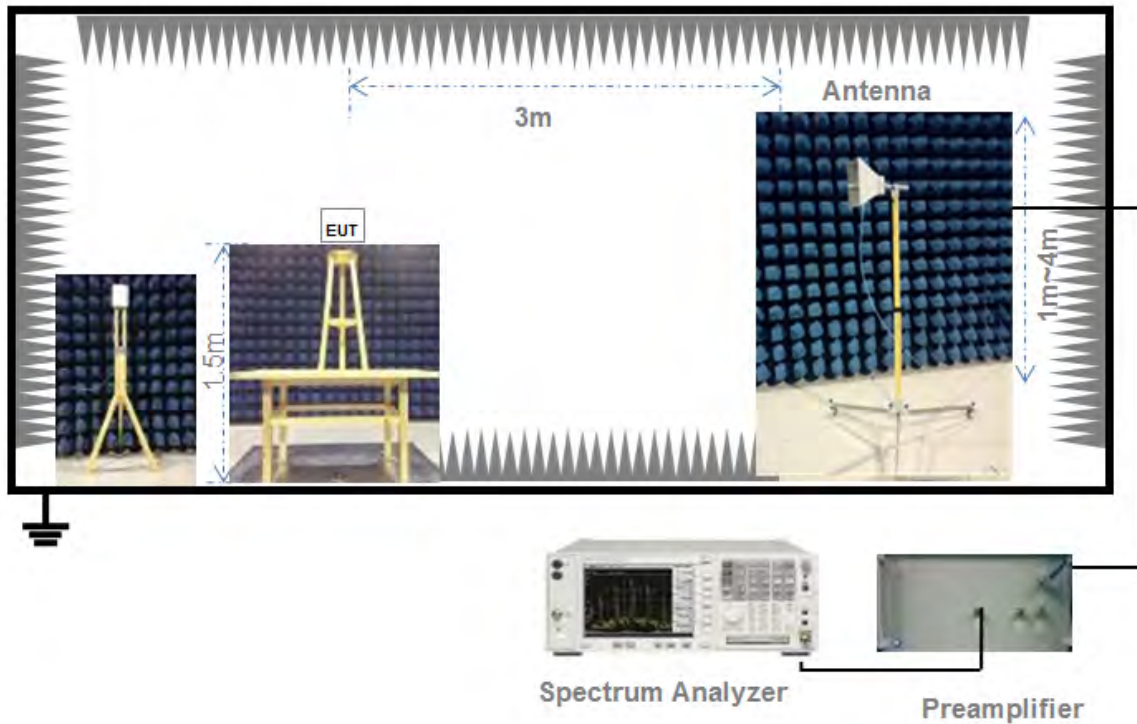 Antenna
3m
EUT
1.5m
1m~4m
Spectrum Analyzer
Preamplifier